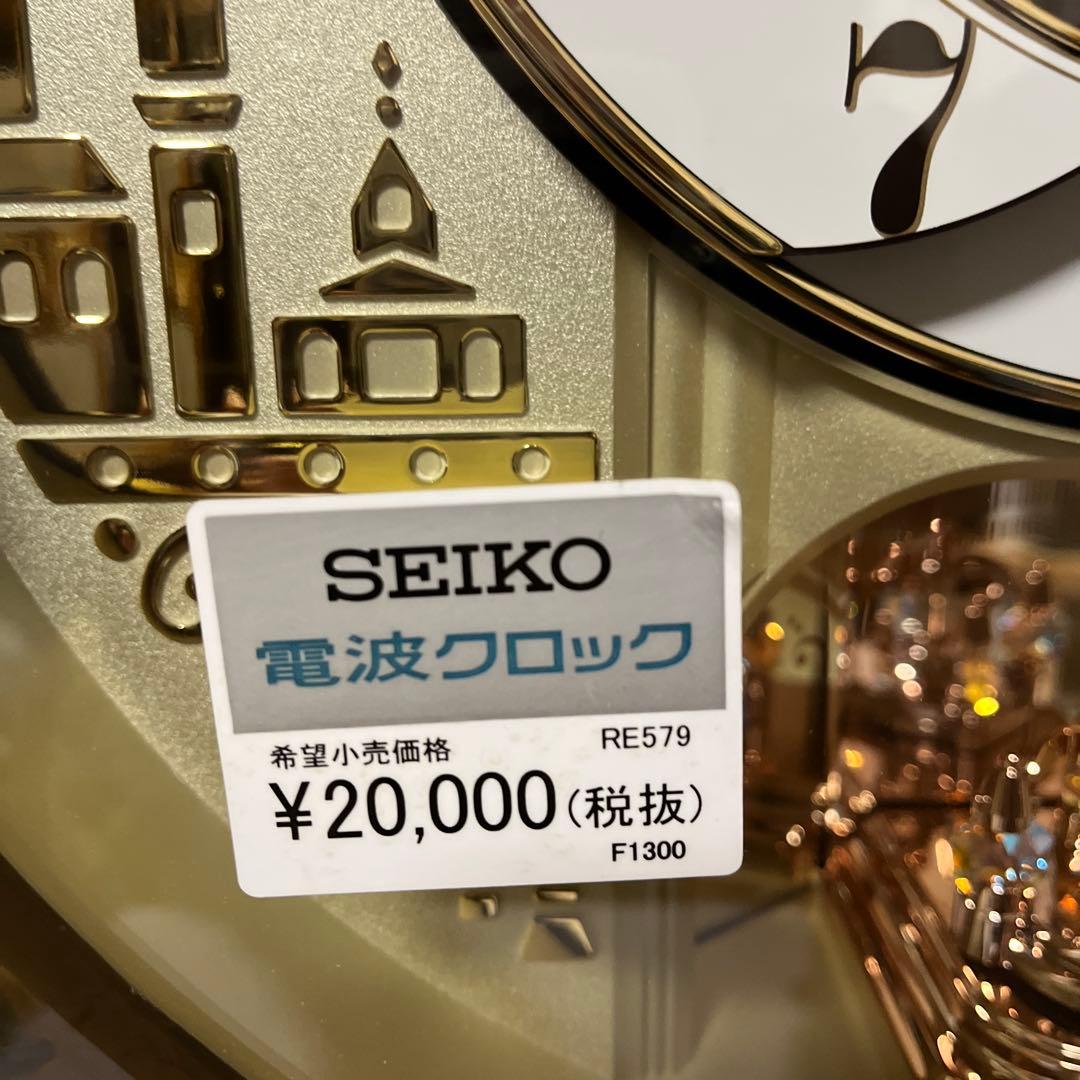 7
SEIKO
電波クロック
RE579
希望小売価格
¥20,000(税抜)
F1300